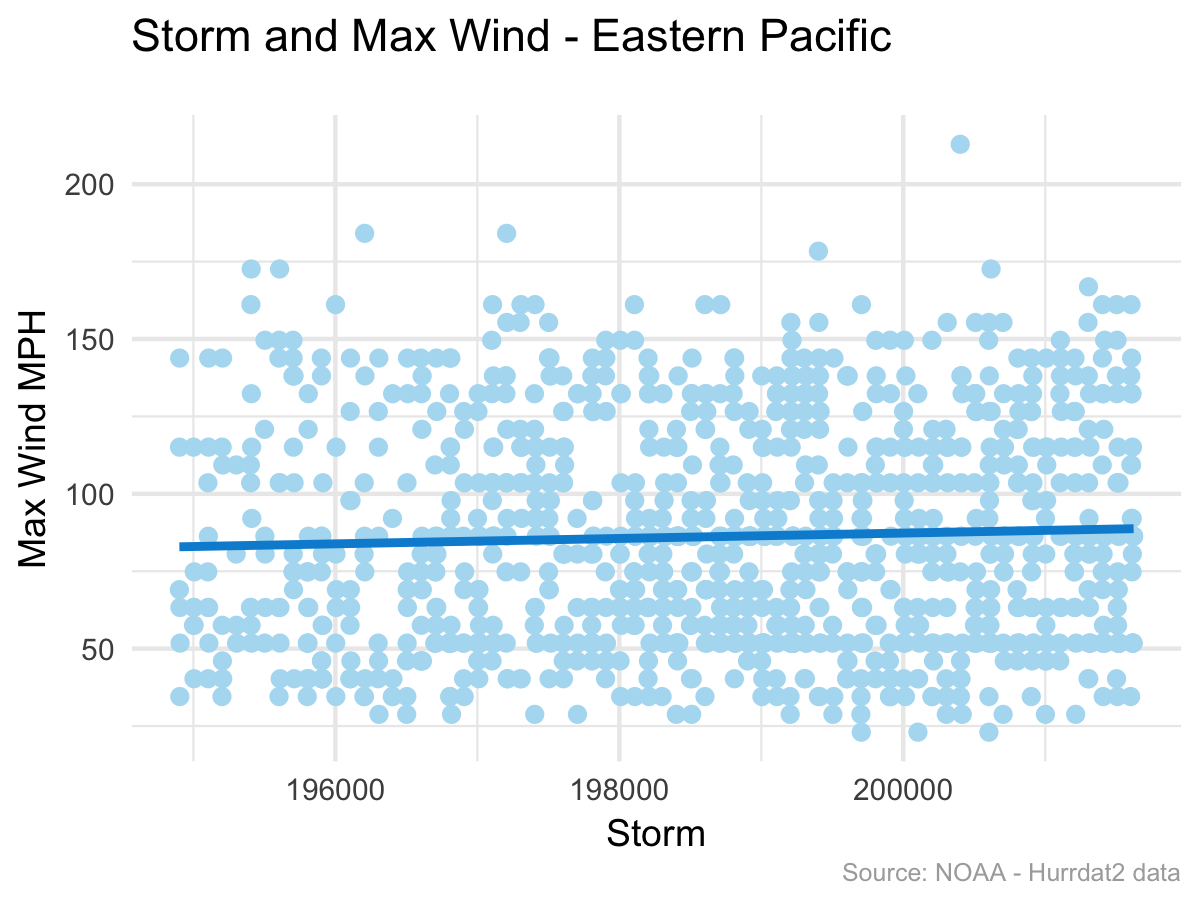 Storm and Max Wind - Eastern Pacific
Max Wind MPH
200
150
100
50
196000
198000
200000
Storm
Source: NOAA - Hurrdat2 data